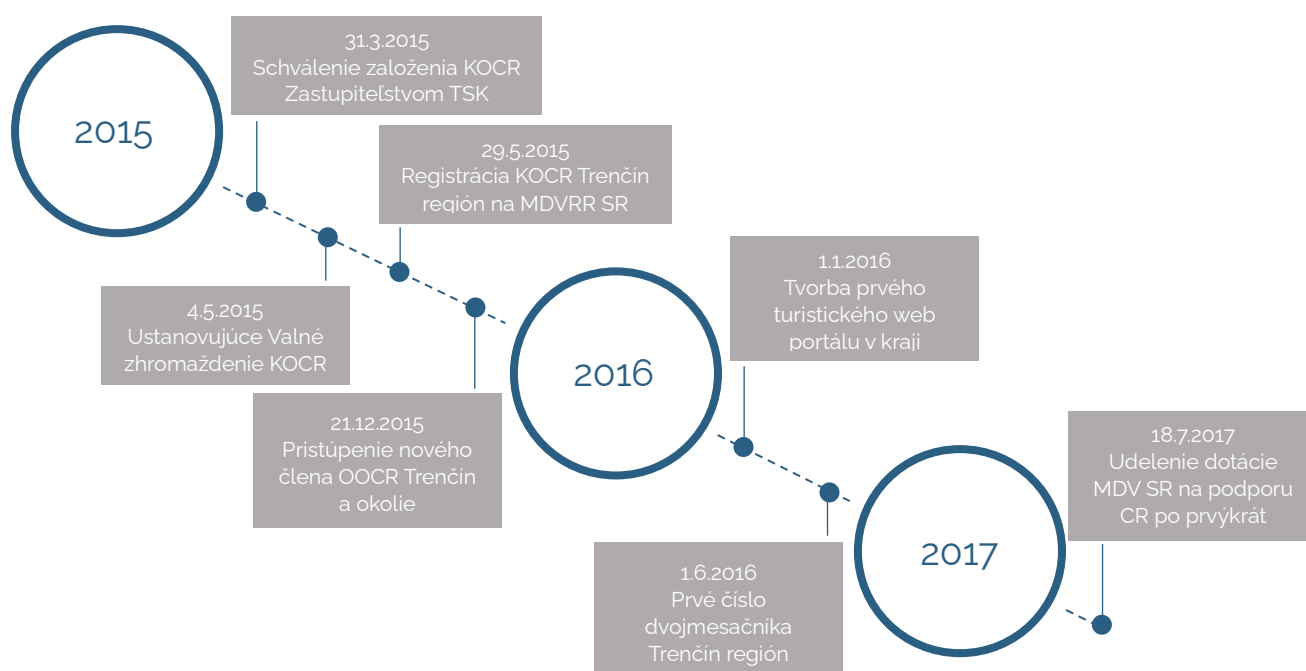 2015
31.3.2015
Schválenie založenia KOCR
Zastupiteľstvom TSK
4.5.2015
Ustanovujúce Valné
zhromaždenie KOCR
29.5.2015
Registrácia KOCR Trenčín
región na MDVRR SR
21.12.2015
Pristúpenie nového
člena OOCR Trenčín
a okolie
2016
1.1.2016
Tvorba prvého
turistického web
portálu v kraji
1.6.2016
Prvé číslo
dvojmesačníka
Trenčín región
2017
18.7.2017
Udelenie dotácie
MDV SR na podporu
CR po prvýkrát